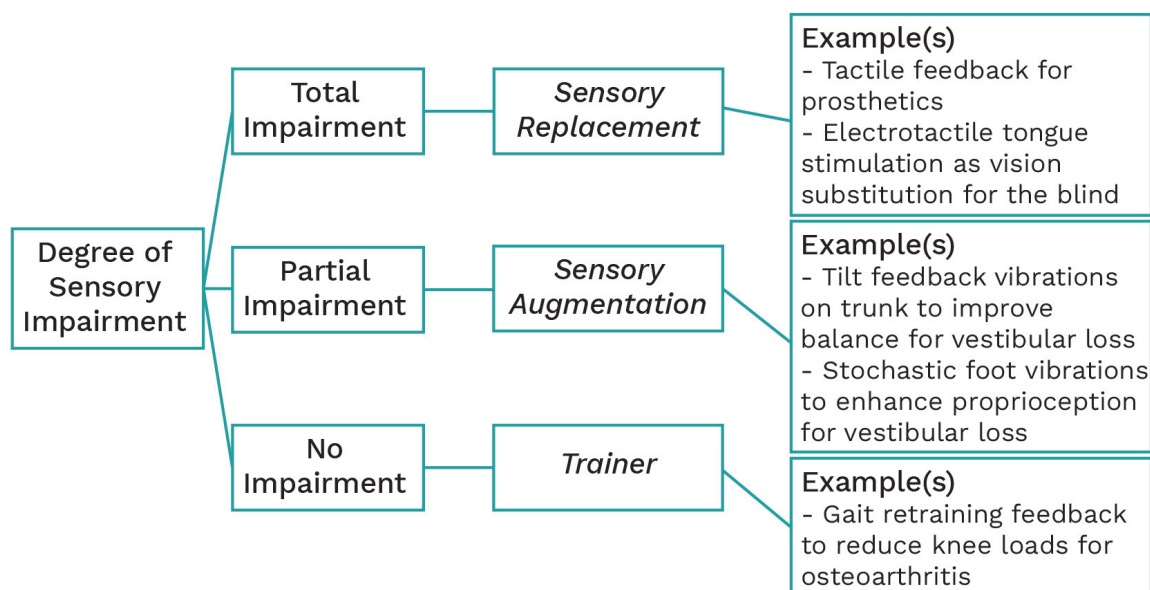 Degree of
Sensory
Impairment
Total
Impairment
Sensory
Replacement
Example(s)
- Tactile feedback for
prosthetics
- Electrotactile tongue
stimulation as vision
substitution for the blind
Partial
Impairment
Sensory
Augmentation
Example(s)
- Tilt feedback vibrations
on trunk to improve
balance for vestibular loss
- Stochastic foot vibrations
to enhance proprioception
for vestibular loss
No
Impairment
Trainer
Example(s)
- Gait retraining feedback
to reduce knee loads for
osteoarthritis